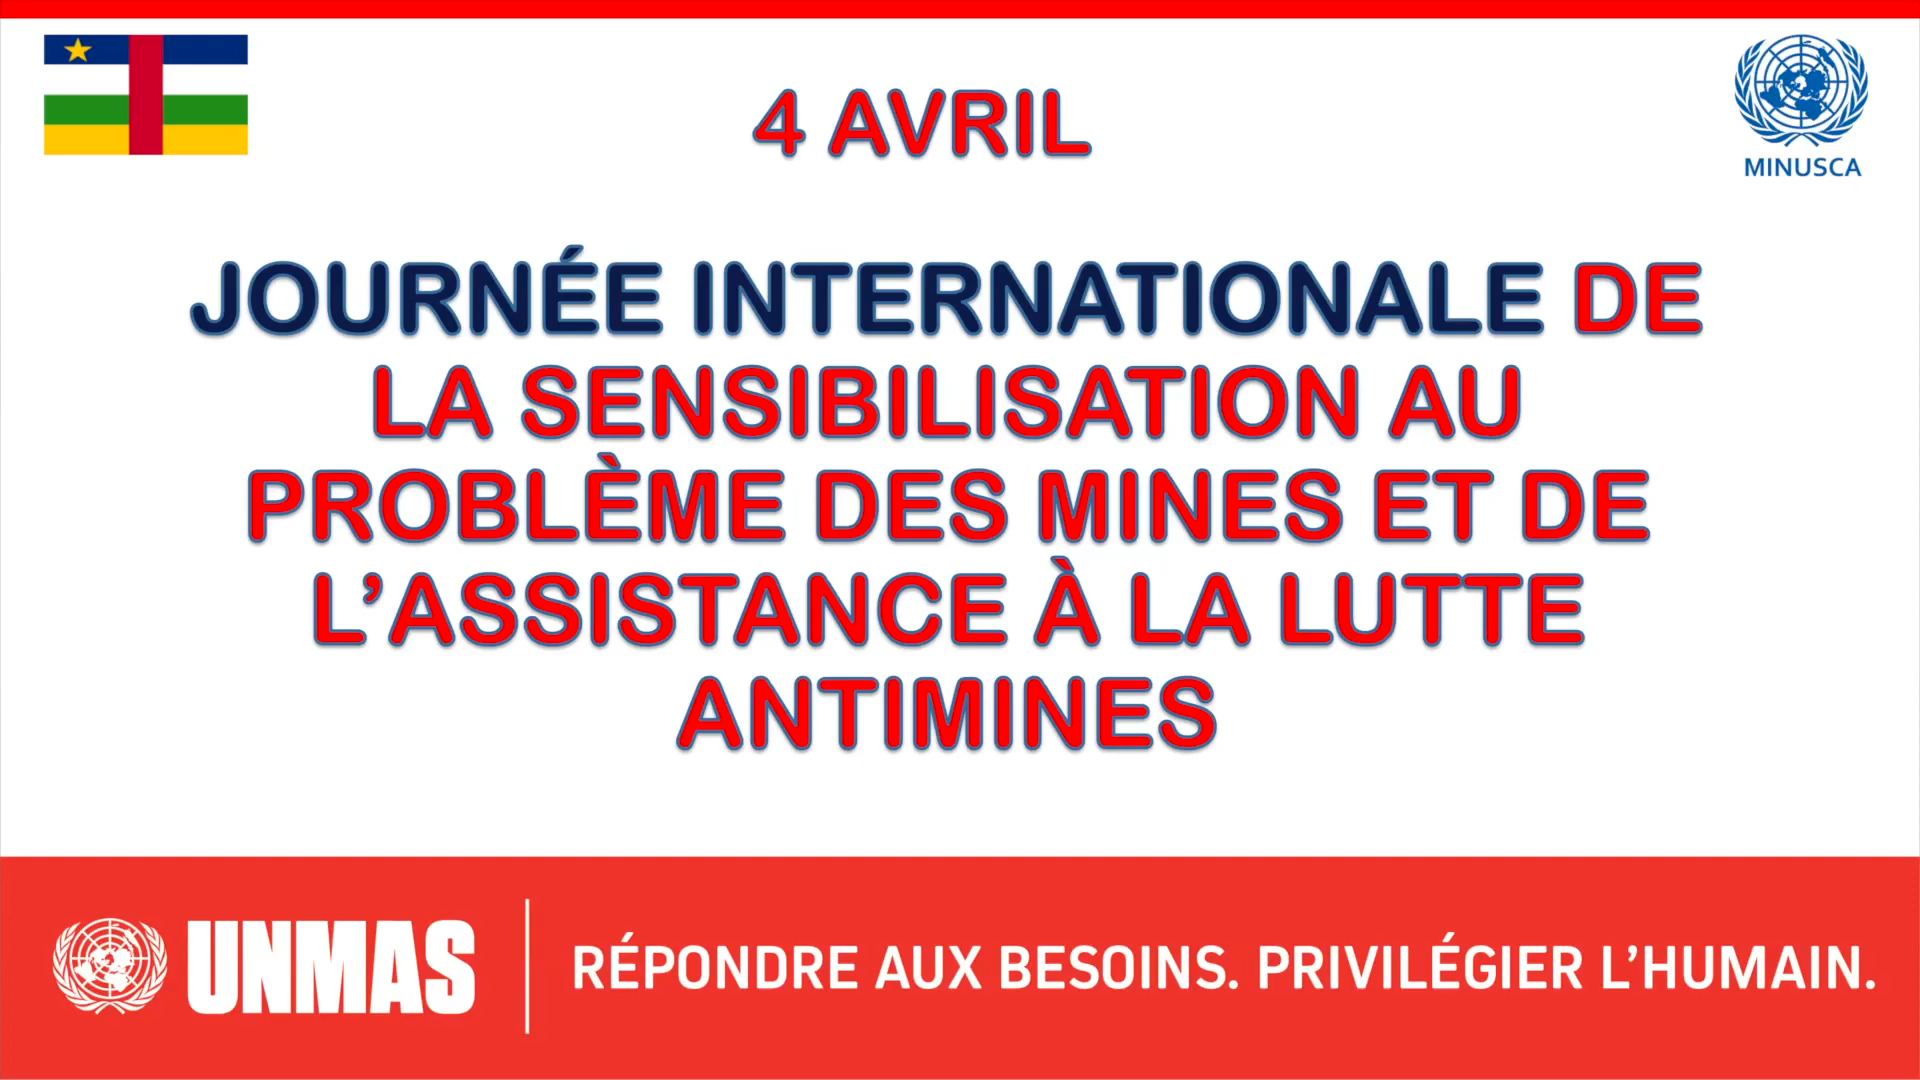 4 AVRIL
MINUSCA
JOURNÉE INTERNATIONALE DE
LA SENSIBILISATION AU
PROBLÈME DES MINES ET DE
L’ASSISTANCE À LA LUTTE
ANTIMINES
UNMAS
RÉPONDRE AUX BESOINS. PRIVILÉGIER L’HUMAIN.